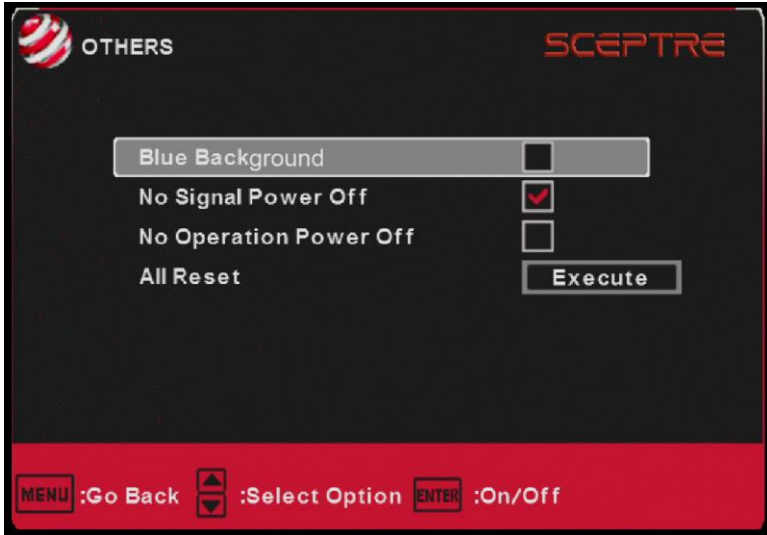 OTHERS SCEPTRE
Blue Background
No Signal Power Off
No Operation Power Off
All Reset Execute
MENU :Go Back :Select Option ENTER :On/Off